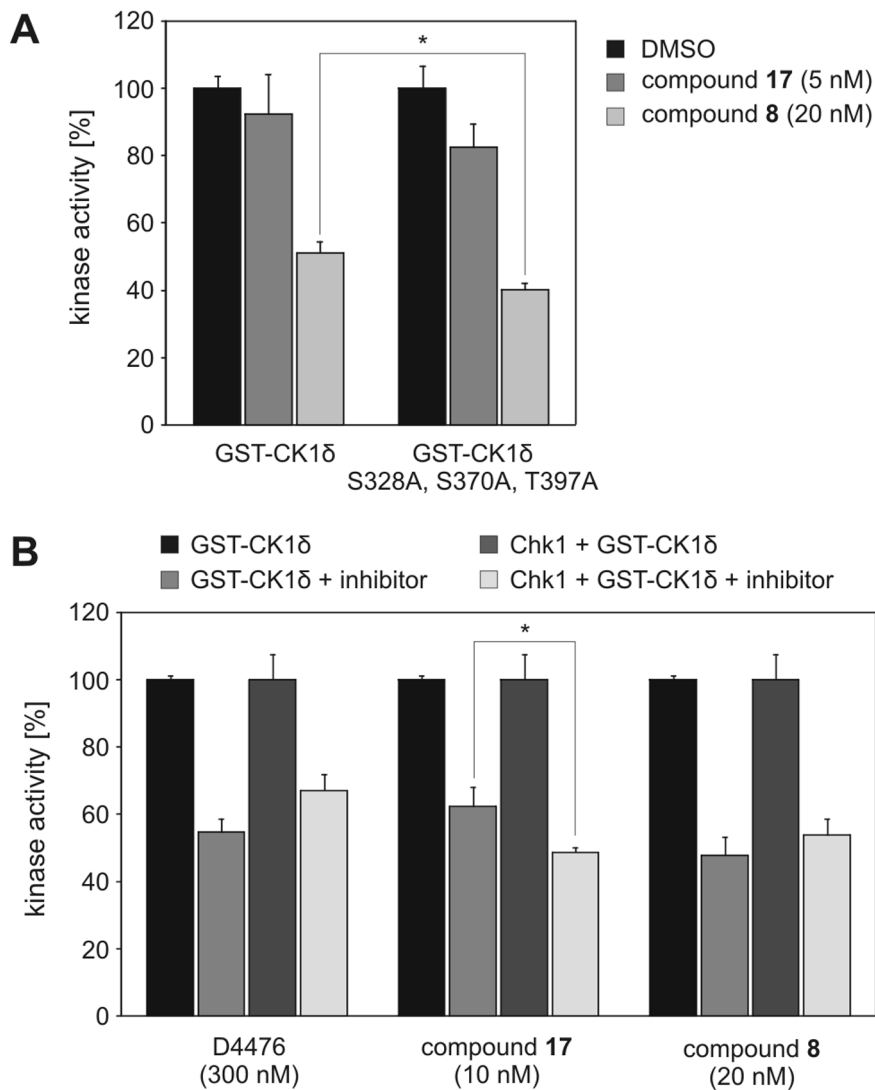 A
120
100
80
60
40
20
0
kinase activity [%]
*
DMSO
compound 17 (5 nM)
compound 8 (20 nM)
GST-CK1δ
GST-CK1δ
S328A, S370A, T397A
B
GST-CK1δ
Chk1 + GST-CK1δ
GST-CK1δ + inhibitor
Chk1 + GST-CK1δ + inhibitor
120
100
80
60
40
20
0
kinase activity [%]
*
D4476
(300 nM)
compound 17
(10 nM)
compound 8
(20 nM)